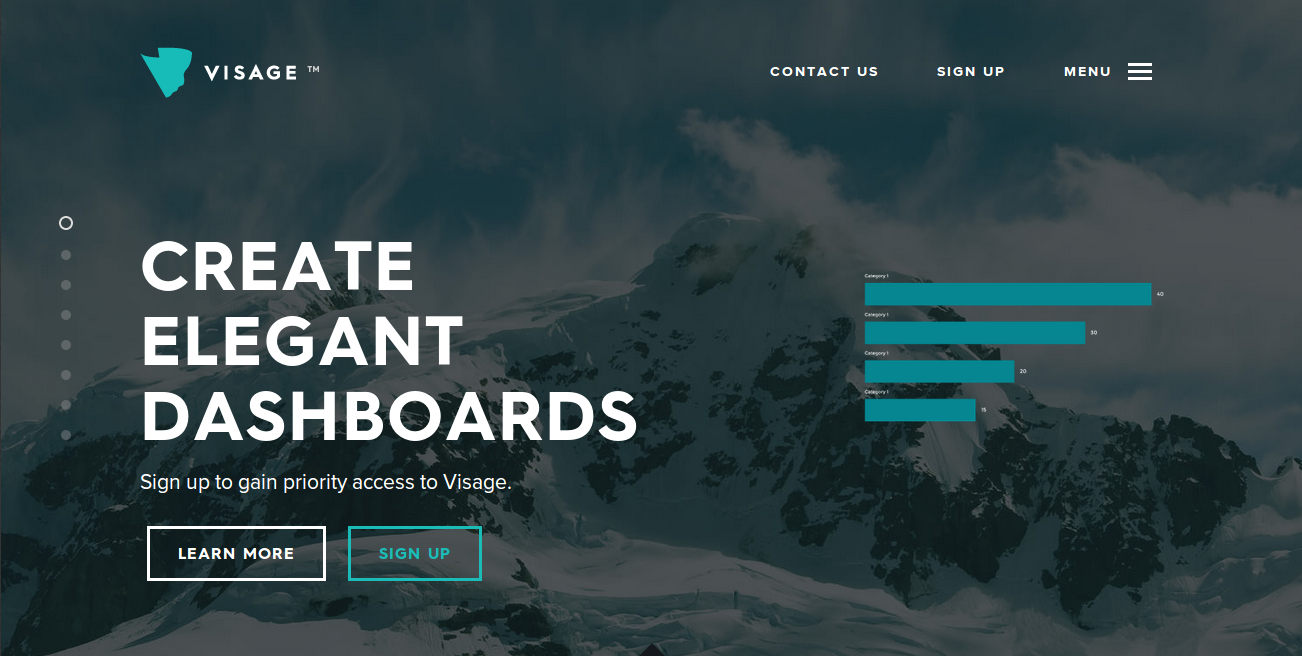 VISAGE ™
CONTACT US
SIGN UP
MENU
CREATE
ELEGANT
DASHBOARDS
Sign up to gain priority access to Visage.
LEARN MORE
SIGN UP
Category 1
40
Category 1
30
Category 1
20
Category 1
15